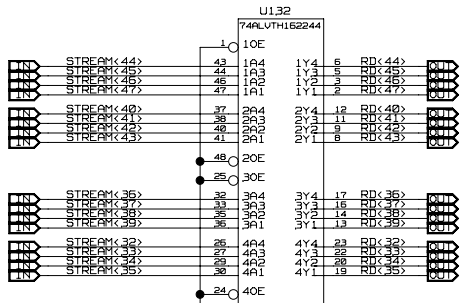 U1,32
74ALVTH162244
1 1OE
IN STREAM<44> 43 1A4 1Y4 6 RD<44> OUT
IN STREAM<45> 44 1A3 1Y3 5 RD<45> OUT
IN STREAM<46> 46 1A2 1Y2 3 RD<46> OUT
IN STREAM<47> 47 1A1 1Y1 2 RD<47> OUT
IN STREAM<40> 37 2A4 2Y4 12 RD<40> OUT
IN STREAM<41> 38 2A3 2Y3 11 RD<41> OUT
IN STREAM<42> 40 2A2 2Y2 9 RD<42> OUT
IN STREAM<43> 41 2A1 2Y1 8 RD<43> OUT
48 2OE
25 3OE
IN STREAM<36> 32 3A4 3Y4 17 RD<36> OUT
IN STREAM<37> 33 3A3 3Y3 16 RD<37> OUT
IN STREAM<38> 35 3A2 3Y2 14 RD<38> OUT
IN STREAM<39> 36 3A1 3Y1 13 RD<39> OUT
IN STREAM<32> 26 4A4 4Y4 23 RD<32> OUT
IN STREAM<33> 27 4A3 4Y3 22 RD<33> OUT
IN STREAM<34> 29 4A2 4Y2 20 RD<34> OUT
IN STREAM<35> 30 4A1 4Y1 19 RD<35> OUT
24 4OE